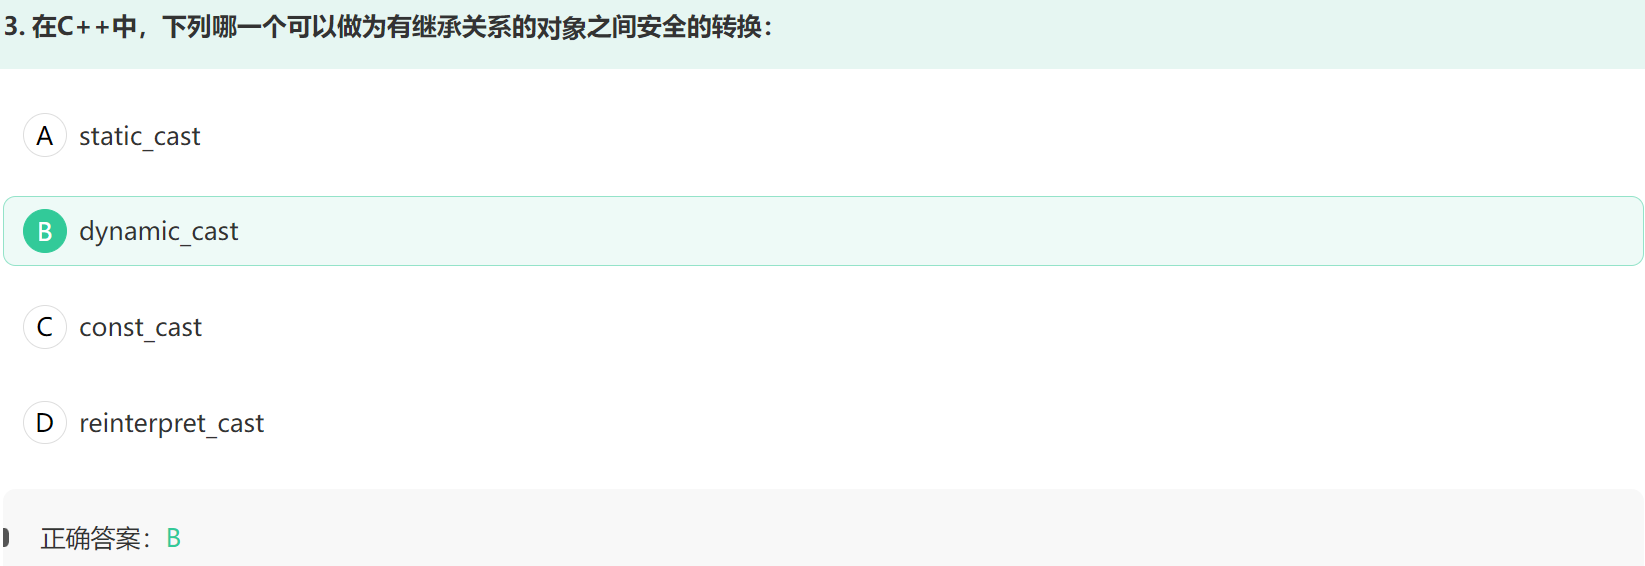 3. 在C++中，下列哪一个可以做为有继承关系的对象之间安全的转换：
A static_cast
B dynamic_cast
C const_cast
D reinterpret_cast
正确答案：B